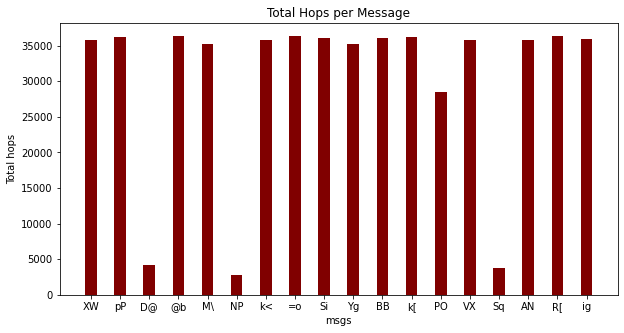 Total Hops per Message
Total hops
35000
30000
25000
20000
15000
10000
5000
0
XW pP D@ @b M\ NP k< =o Si Yg BB k[ PO VX Sq AN R[ ig
msgs